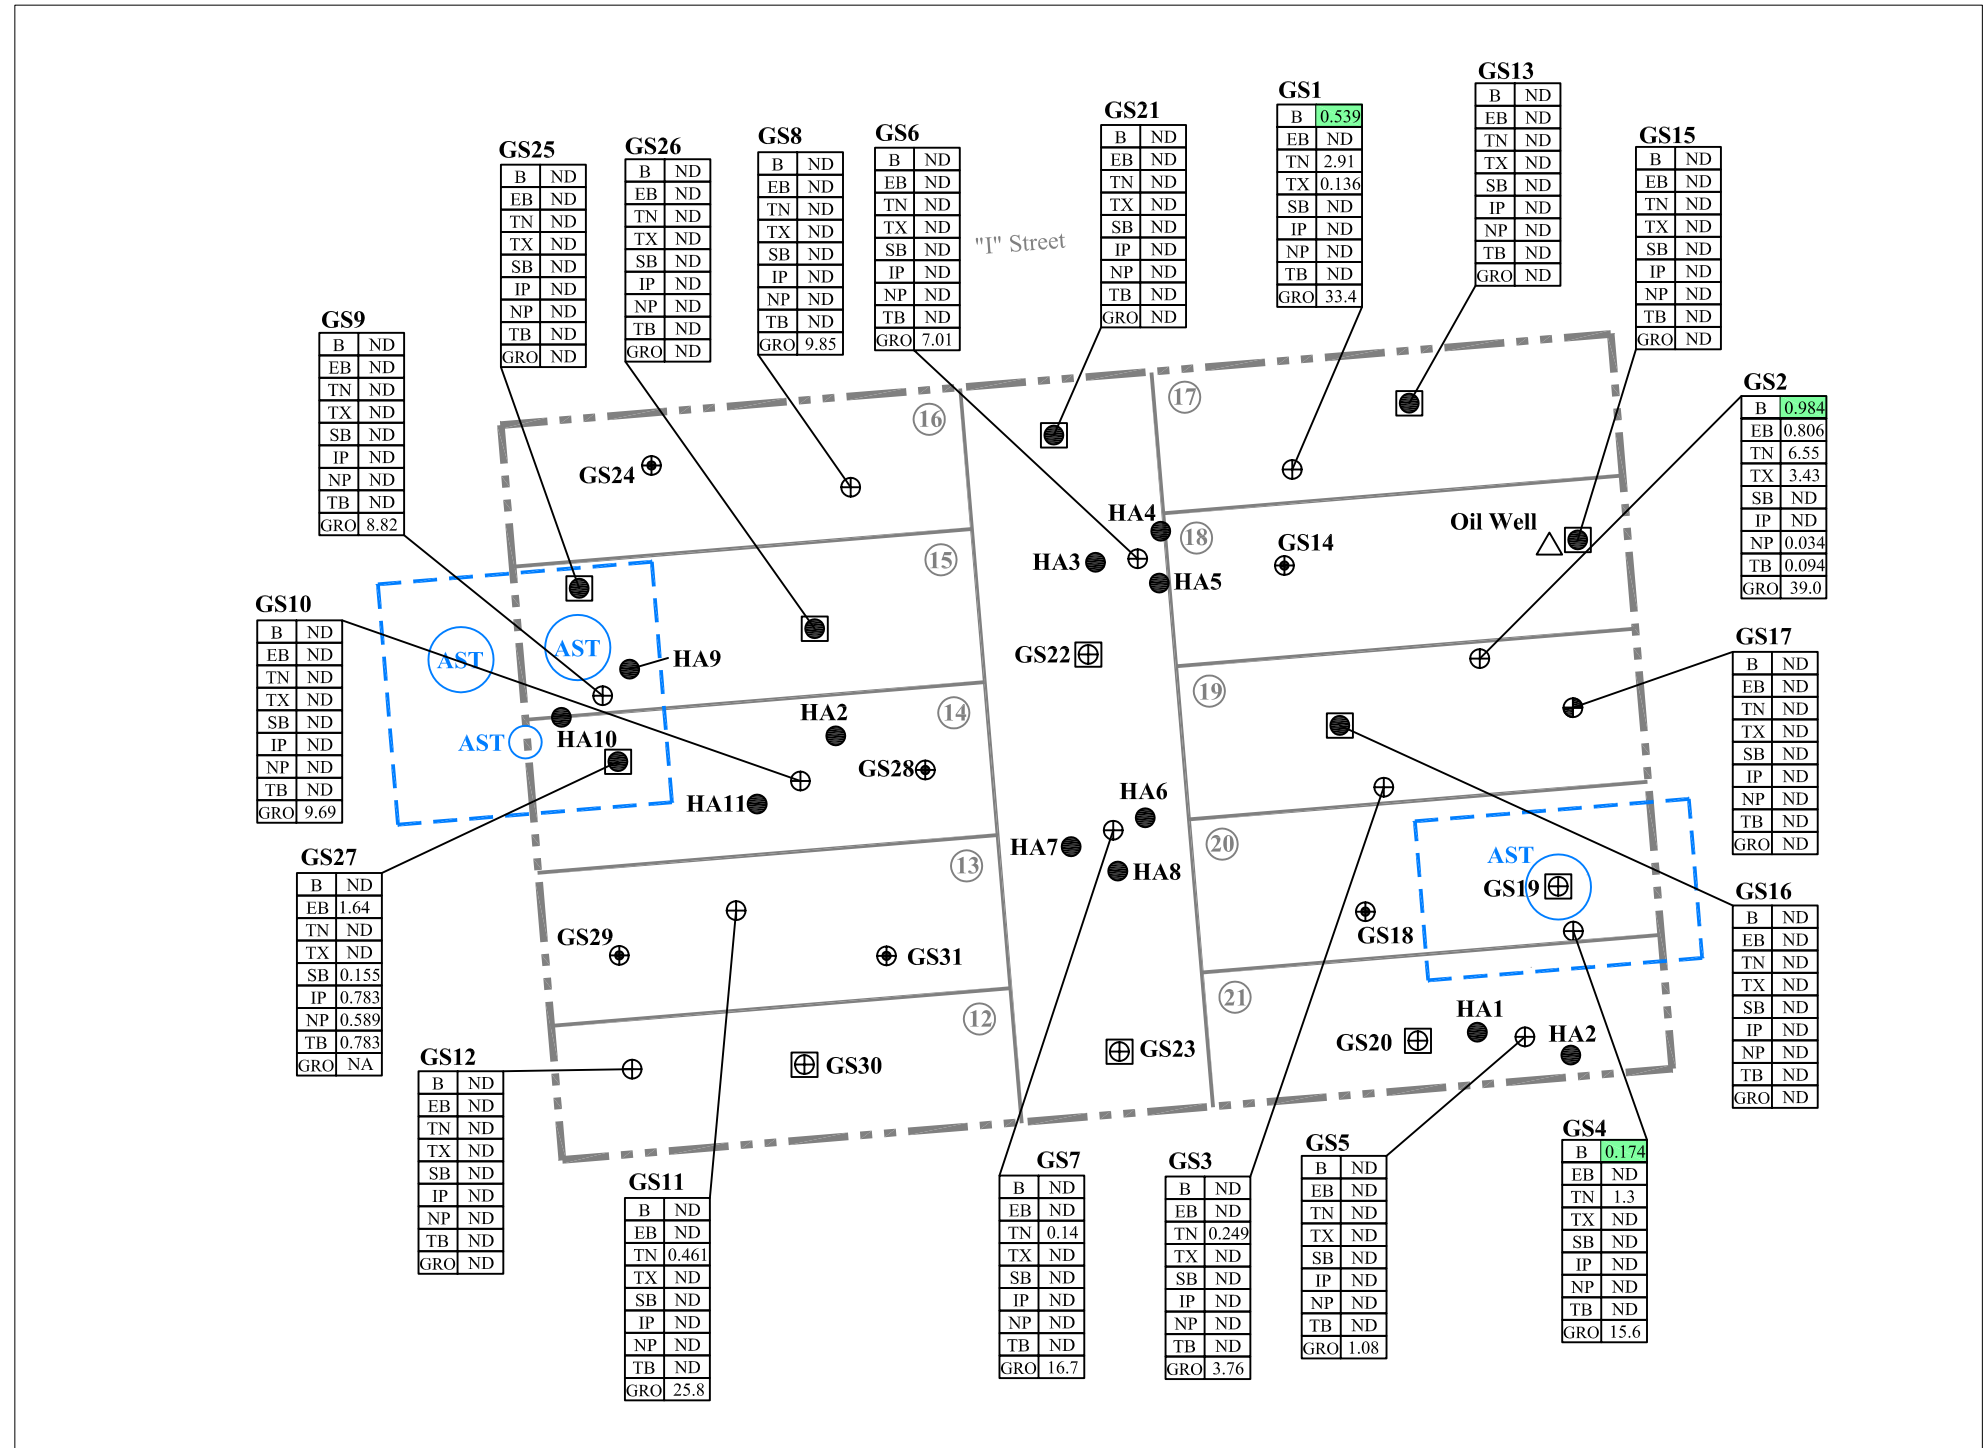 GS13
B ND
EB ND
TN ND
TX ND
SB ND
IP ND
NP ND
TB ND
GRO ND
GS1
B 0.539
EB ND
TN 2.91
TX 0.136
SB ND
IP ND
NP ND
TB ND
GRO 33.4
GS21
B ND
EB ND
TN ND
TX ND
SB ND
IP ND
NP ND
TB ND
GRO ND
GS6
B ND
EB ND
TN ND
TX ND
SB ND
IP ND
NP ND
TB ND
GRO 7.01
GS8
B ND
EB ND
TN ND
TX ND
SB ND
IP ND
NP ND
TB ND
GRO 9.85
GS26
B ND
EB ND
TN ND
TX ND
SB ND
IP ND
NP ND
TB ND
GRO ND
GS25
B ND
EB ND
TN ND
TX ND
SB ND
IP ND
NP ND
TB ND
GRO ND
GS15
B ND
EB ND
TN ND
TX ND
SB ND
IP ND
NP ND
TB ND
GRO ND
"I" Street
GS9
B ND
EB ND
TN ND
TX ND
SB ND
IP ND
NP ND
TB ND
GRO 8.82
GS2
B 0.984
EB 0.806
TN 6.55
TX 3.43
SB ND
IP ND
NP 0.034
TB 0.094
GRO 39.0
17
16
GS24
HA4
18
Oil Well
GS14
15
HA3
HA5
GS10
B ND
EB ND
TN ND
TX ND
SB ND
IP ND
NP ND
TB ND
GRO 9.69
AST
AST
HA9
GS22
19
GS17
B ND
EB ND
TN ND
TX ND
SB ND
IP ND
NP ND
TB ND
GRO ND
14
HA2
AST
HA10
GS28
HA11
HA6
HA7
HA8
20
13
AST
GS19
GS18
GS27
B ND
EB 1.64
TN ND
TX ND
SB 0.155
IP 0.783
NP 0.589
TB 0.783
GRO NA
GS16
B ND
EB ND
TN ND
TX ND
SB ND
IP ND
NP ND
TB ND
GRO ND
GS29
GS31
21
12
HA1
GS20
HA2
GS23
GS30
GS12
B ND
EB ND
TN ND
TX ND
SB ND
IP ND
NP ND
TB ND
GRO ND
GS11
B ND
EB ND
TN 0.461
TX ND
SB ND
IP ND
NP ND
TB ND
GRO 25.8
GS7
B ND
EB ND
TN 0.14
TX ND
SB ND
IP ND
NP ND
TB ND
GRO 16.7
GS3
B ND
EB ND
TN 0.249
TX ND
SB ND
IP ND
NP ND
TB ND
GRO 3.76
GS5
B ND
EB ND
TN ND
TX ND
SB ND
IP ND
NP ND
TB ND
GRO 1.08
GS4
B 0.174
EB ND
TN 1.3
TX ND
SB ND
IP ND
NP ND
TB ND
GRO 15.6